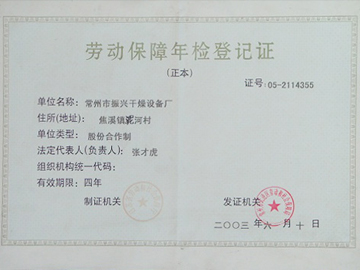 劳动保障年检登记证
(正本)
证号:05-2114355
单位名称: 常州市振兴干燥设备厂
住所(地址): 焦溪镇 河村
单位类型: 股份合作制
法定代表人(负责人): 张才虎
组织机构统一代码:
有效期限: 四年
制证机关 发证机关
二〇〇三年六月十日